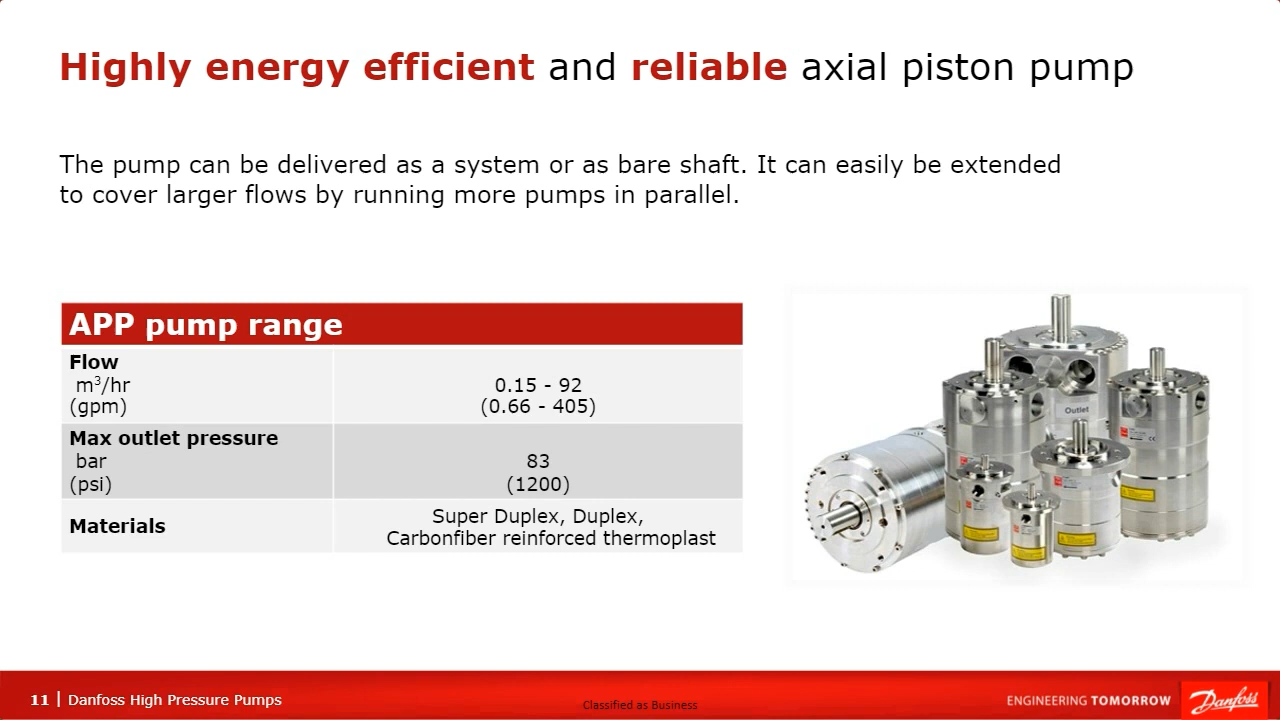 Highly energy efficient and reliable axial piston pump
The pump can be delivered as a system or as bare shaft. It can easily be extended
to cover larger flows by running more pumps in parallel.
APP pump range
Flow
m³/hr
(gpm)
0.15 - 92
(0.66 - 405)
Max outlet pressure
bar
(psi)
83
(1200)
Materials
Super Duplex, Duplex,
Carbonfiber reinforced thermoplast
Outlet
11 | Danfoss High Pressure Pumps
Classified as Business
ENGINEERING TOMORROW
Danfoss